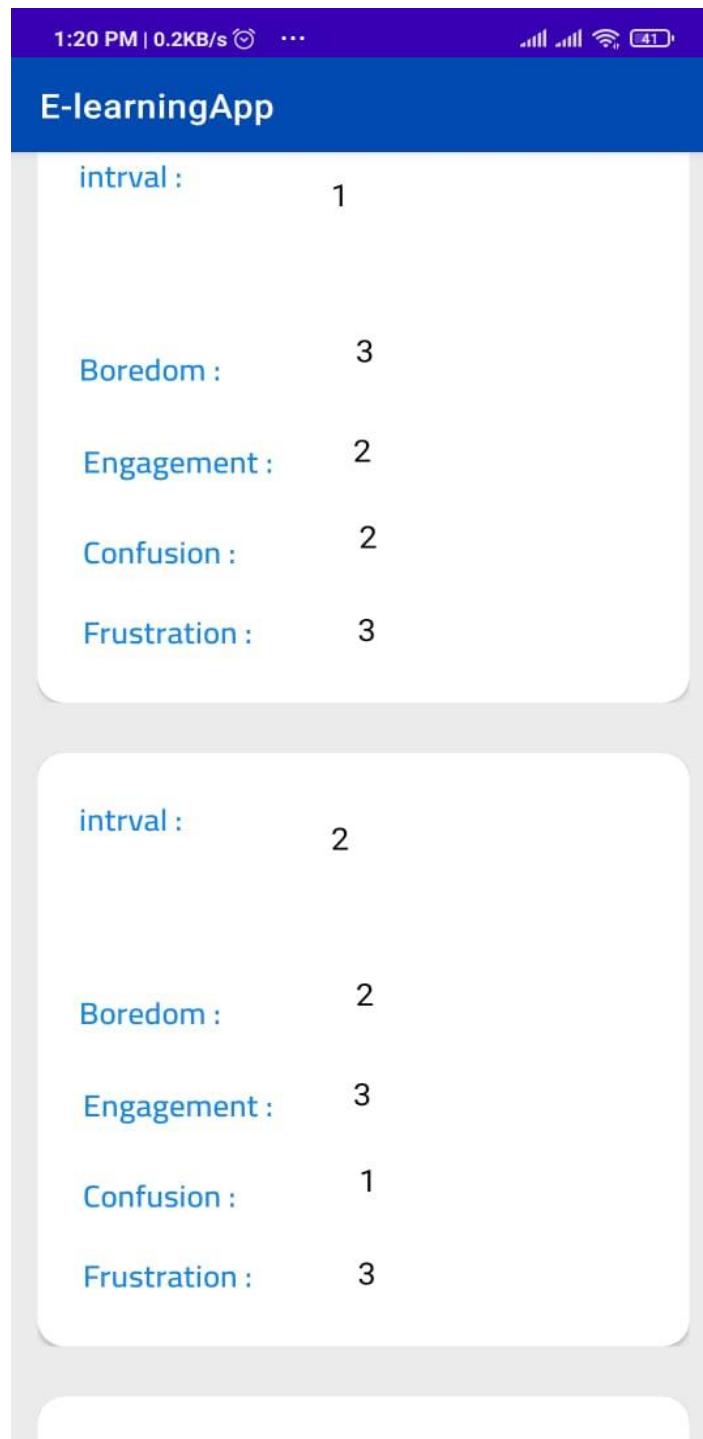 1:20 PM | 0.2KB/s ... 41
E-learningApp
intrval : 1
Boredom : 3
Engagement : 2
Confusion : 2
Frustration : 3
intrval : 2
Boredom : 2
Engagement : 3
Confusion : 1
Frustration : 3